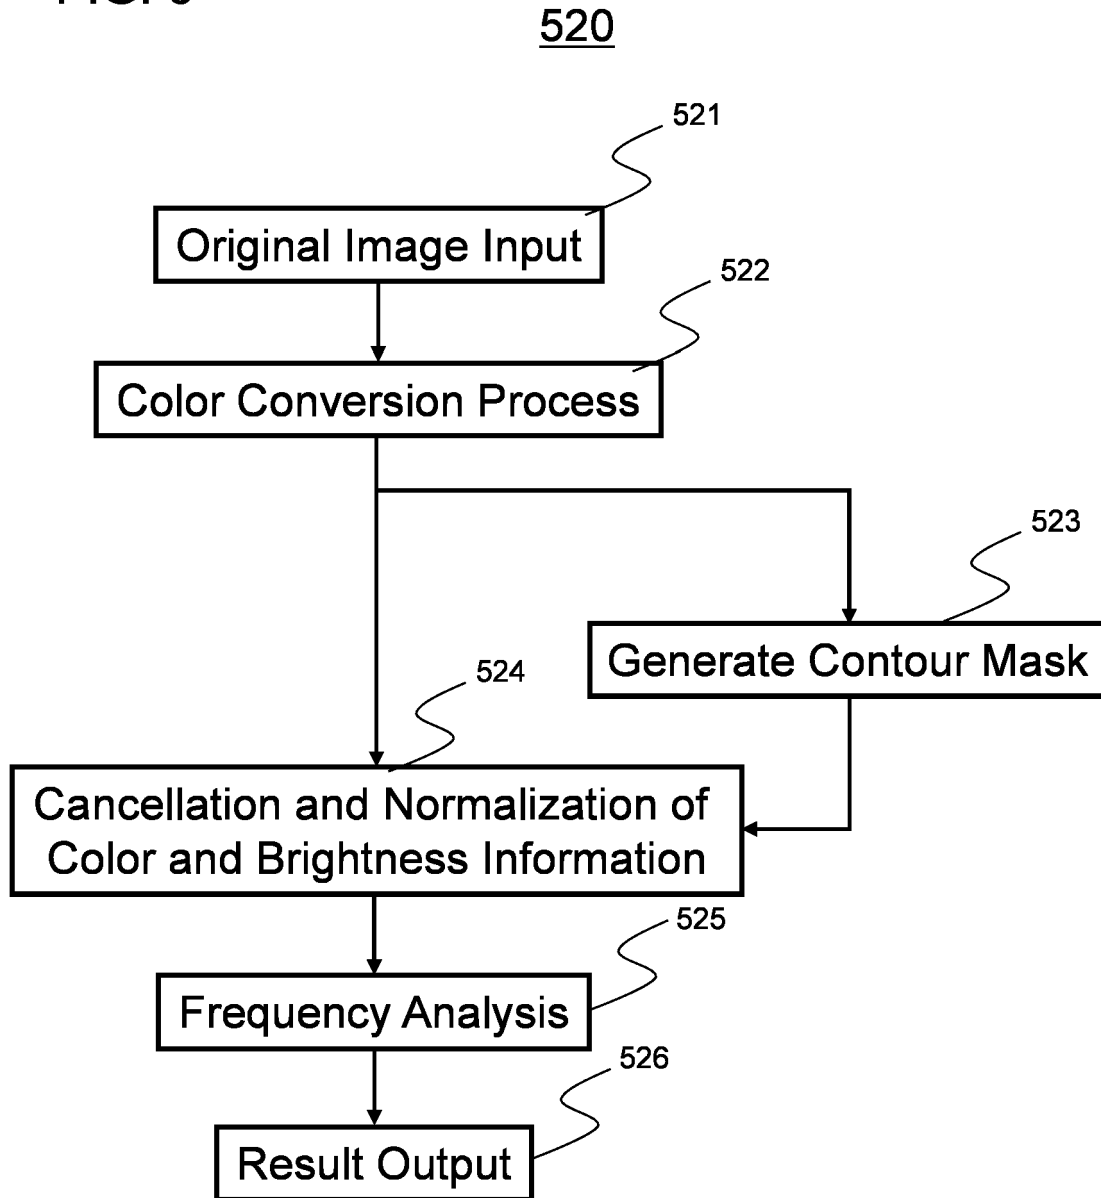 520
521
Original Image Input
522
Color Conversion Process
523
Generate Contour Mask
524
Cancellation and Normalization of
Color and Brightness Information
525
Frequency Analysis
526
Result Output